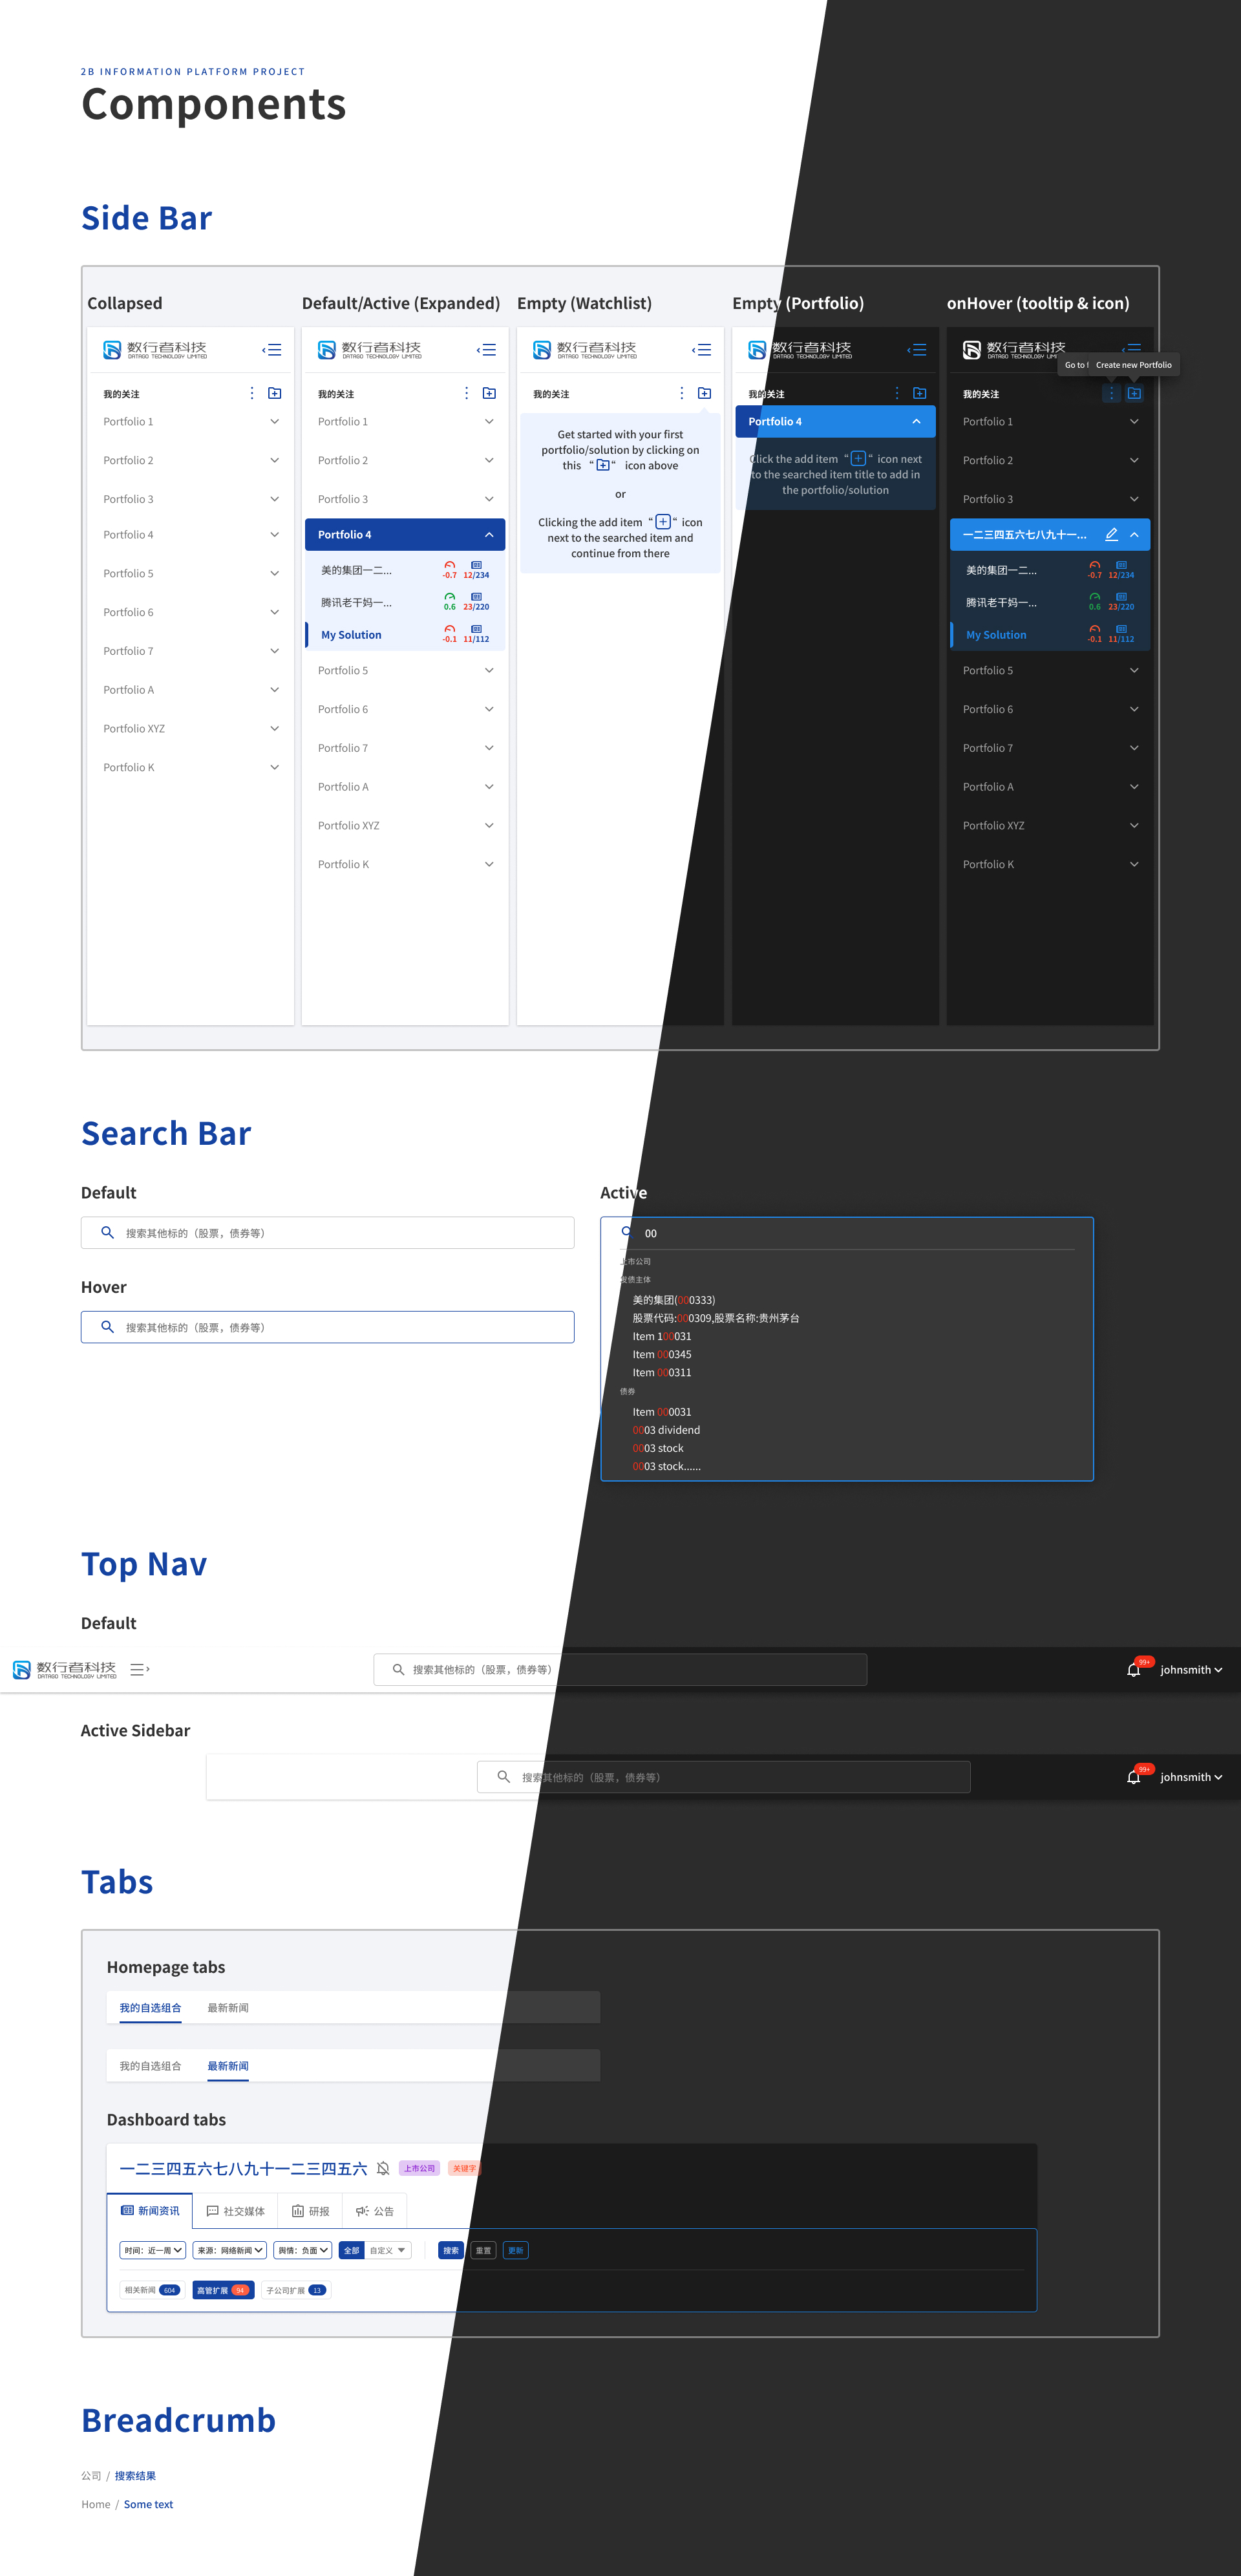 2B INFORMATION PLATFORM PROJECT
Components
Side Bar
Collapsed
数行者科技
DATAGO TECHNOLOGY LIMITED
我的关注
Portfolio 1
Portfolio 2
Portfolio 3
Portfolio 4
Portfolio 5
Portfolio 6
Portfolio 7
Portfolio A
Portfolio XYZ
Portfolio K
Default/Active (Expanded)
数行者科技
DATAGO TECHNOLOGY LIMITED
我的关注
Portfolio 1
Portfolio 2
Portfolio 3
Portfolio 4
美的集团一二... -0.7 12/234
腾讯老干妈一... 0.6 23/220
My Solution -0.1 11/112
Portfolio 5
Portfolio 6
Portfolio 7
Portfolio A
Portfolio XYZ
Portfolio K
Empty (Watchlist)
数行者科技
DATAGO TECHNOLOGY LIMITED
我的关注
Get started with your first
portfolio/solution by clicking on
this “ “ icon above
or
Clicking the add item “ “ icon
next to the searched item and
continue from there
Empty (Portfolio)
数行者科技
DATAGO TECHNOLOGY LIMITED
我的关注
Portfolio 4
Click the add item “ “ icon next
to the searched item title to add in
the portfolio/solution
onHover (tooltip & icon)
数行者科技
DATAGO TECHNOLOGY LIMITED
Go to
Create new Portfolio
我的关注
Portfolio 1
Portfolio 2
Portfolio 3
一二三四五六七八九十一...
美的集团一二... -0.7 12/234
腾讯老干妈一... 0.6 23/220
My Solution -0.1 11/112
Portfolio 5
Portfolio 6
Portfolio 7
Portfolio A
Portfolio XYZ
Portfolio K
Search Bar
Default
搜索其他标的（股票，债券等）
Hover
搜索其他标的（股票，债券等）
Active
00
上市公司
发债主体
美的集团(000333)
股票代码:000309,股票名称:贵州茅台
Item 100031
Item 000345
Item 000311
债券
Item 000031
0003 dividend
0003 stock
0003 stock......
Top Nav
Default
数行者科技
DATAGO TECHNOLOGY LIMITED
搜索其他标的（股票，债券等）
99+
johnsmith
Active Sidebar
搜索其他标的（股票，债券等）
99+
johnsmith
Tabs
Homepage tabs
我的自选组合 最新新闻
我的自选组合 最新新闻
Dashboard tabs
一二三四五六七八九十一二三四五六 上市公司 关键字
新闻资讯 社交媒体 研报 公告
时间：近一周 来源：网络新闻 舆情：负面 全部 自定义 搜索 重置 更新
相关新闻 604 高管扩展 94 子公司扩展 13
Breadcrumb
公司 / 搜索结果
Home / Some text